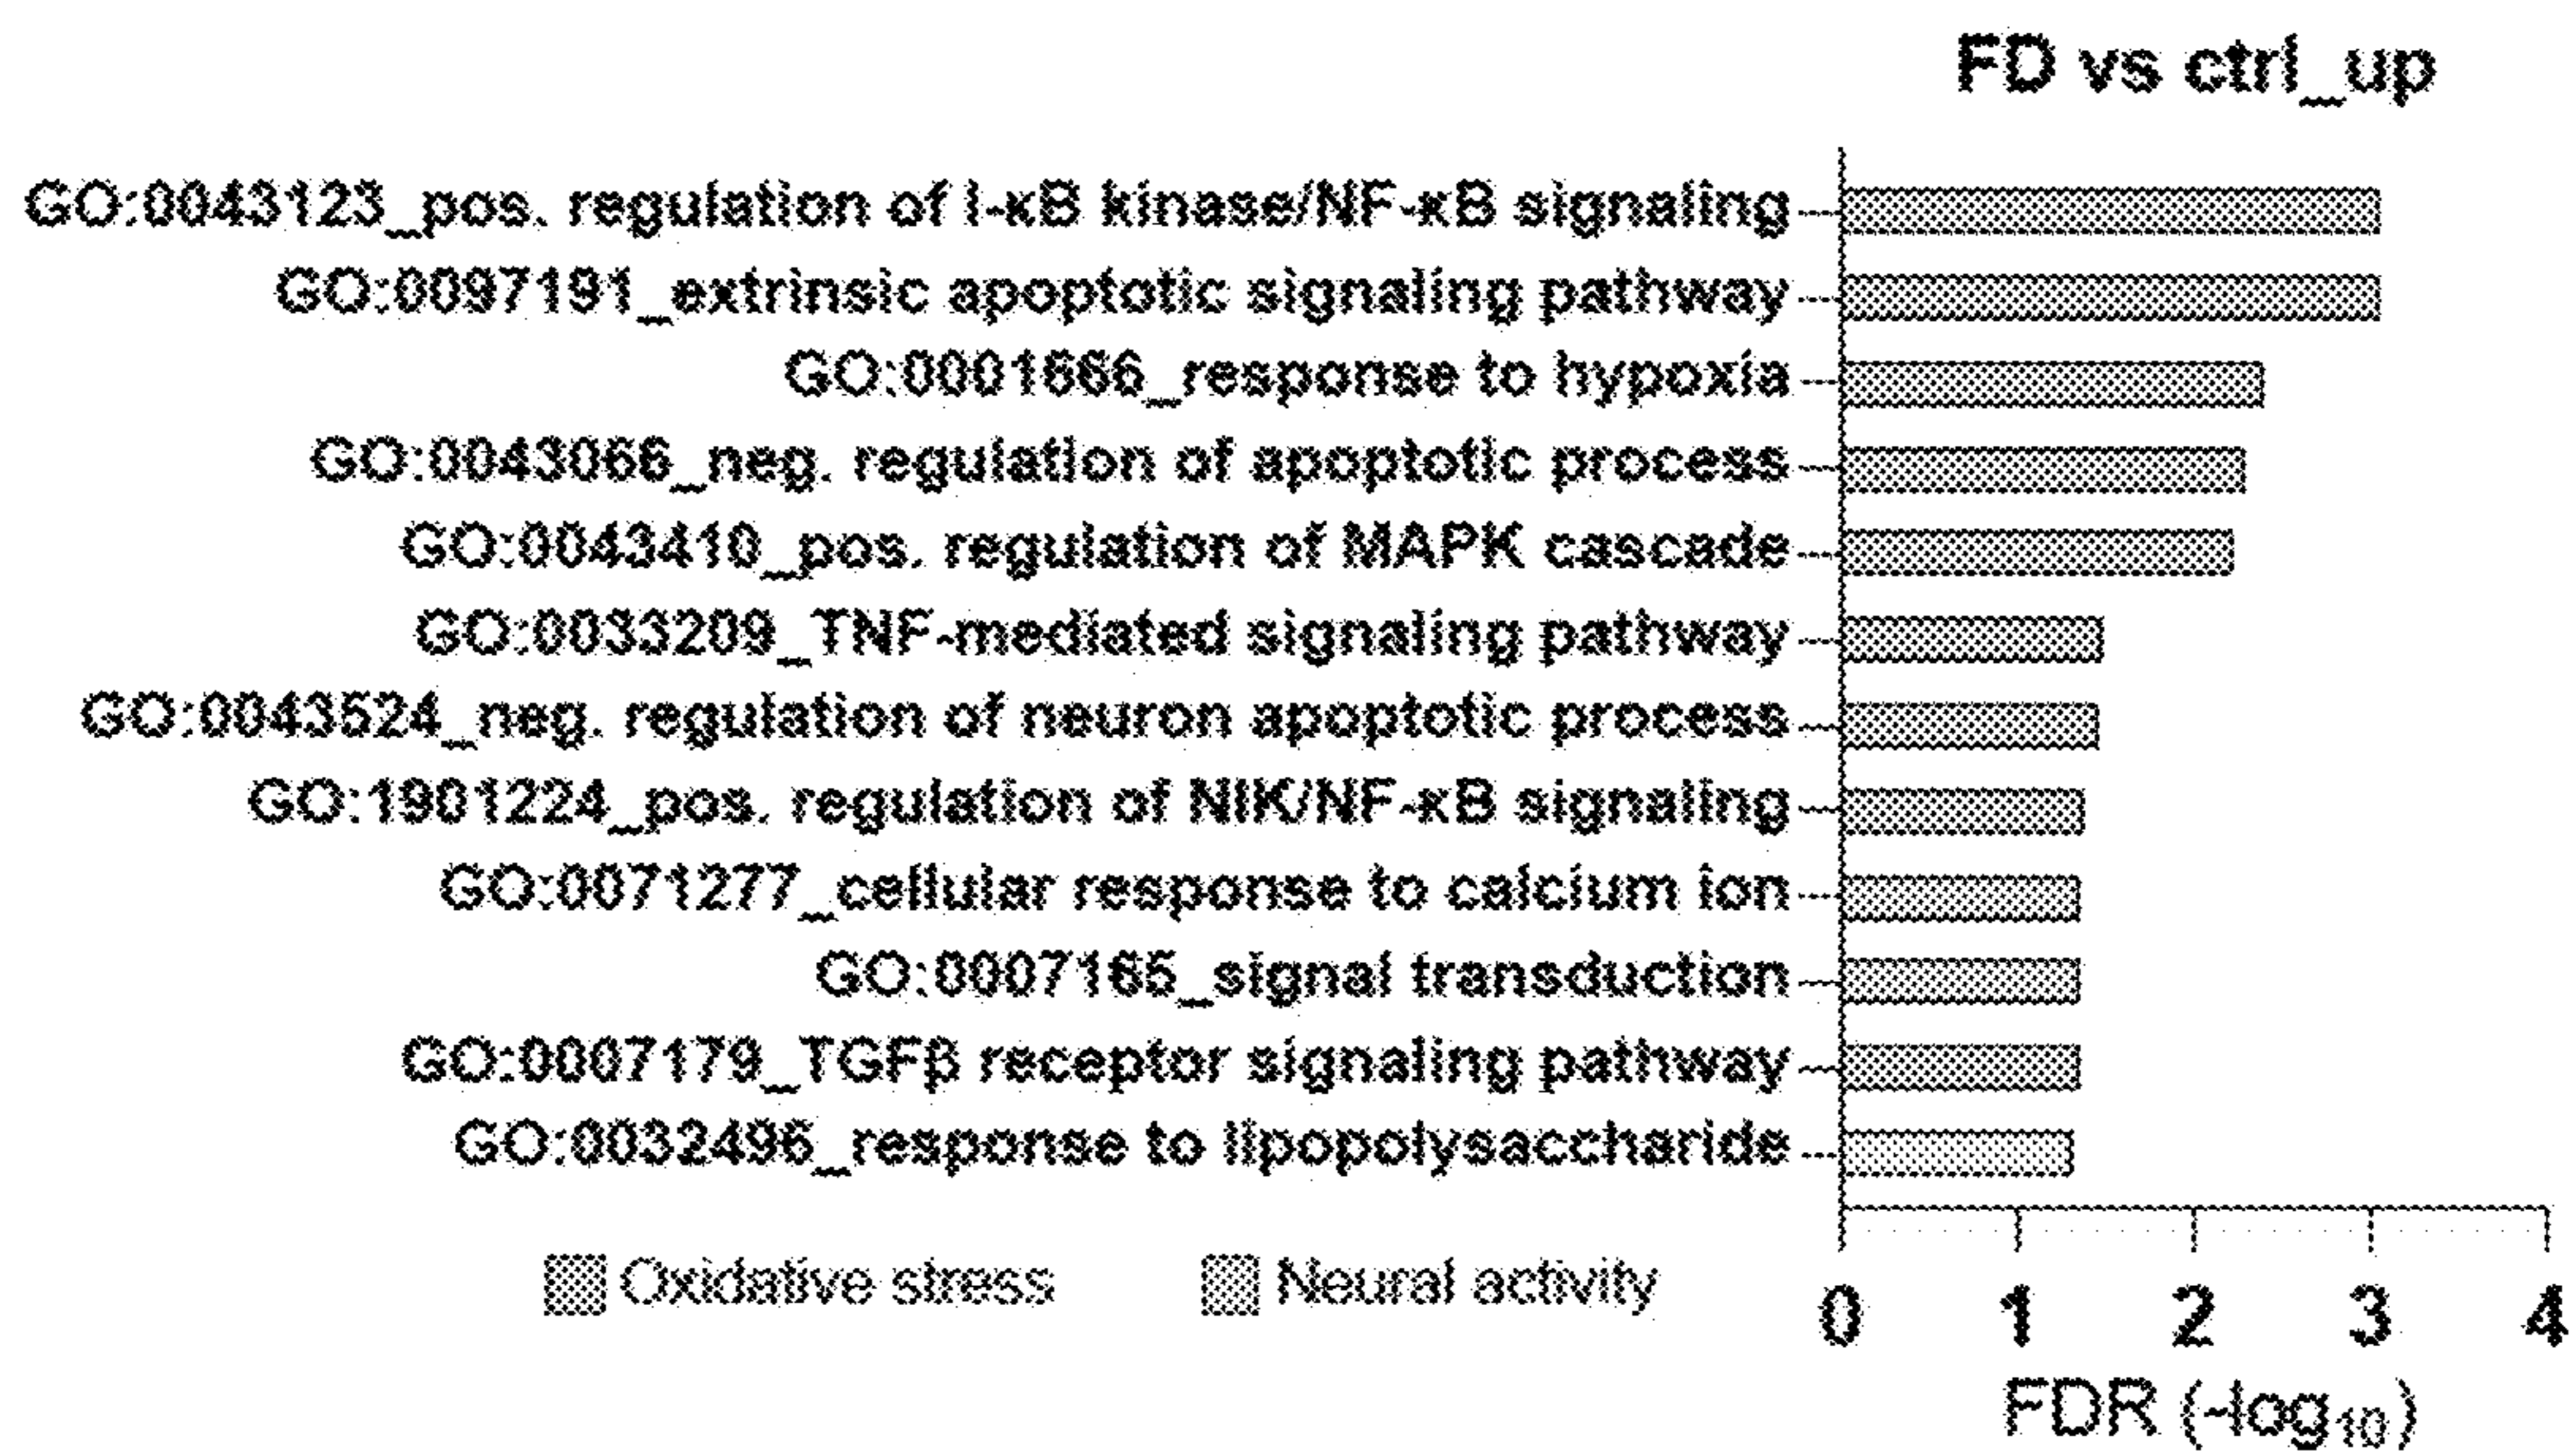 FD vs ctrl_up
GO:0043123_pos. regulation of I-κB kinase/NF-κB signaling
GO:0097191_extrinsic apoptotic signaling pathway
GO:0001666_response to hypoxia
GO:0043066_neg. regulation of apoptotic process
GO:0043410_pos. regulation of MAPK cascade
GO:0033209_TNF-mediated signaling pathway
GO:0043524_neg. regulation of neuron apoptotic process
GO:1901224_pos. regulation of NIK/NF-κB signaling
GO:0071277_cellular response to calcium ion
GO:0007165_signal transduction
GO:0007179_TGFβ receptor signaling pathway
GO:0032496_response to lipopolysaccharide
Oxidative stress Neural activity
0 1 2 3 4
FDR (-log₁₀)